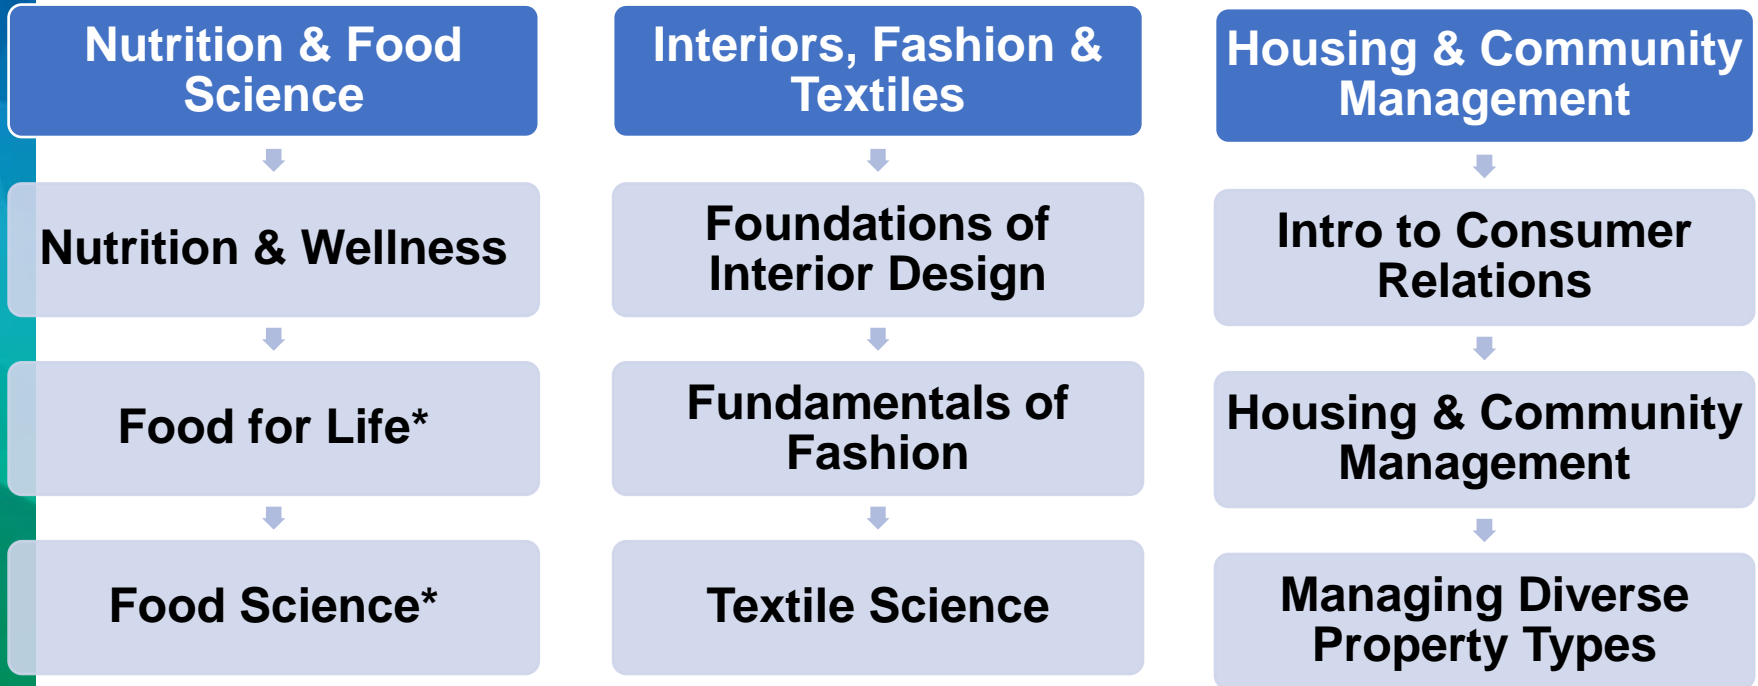 Nutrition & Food
Science
Nutrition & Wellness
Food for Life*
Food Science*
Interiors, Fashion &
Textiles
Foundations of
Interior Design
Fundamentals of
Fashion
Textile Science
Housing & Community
Management
Intro to Consumer
Relations
Housing & Community
Management
Managing Diverse
Property Types